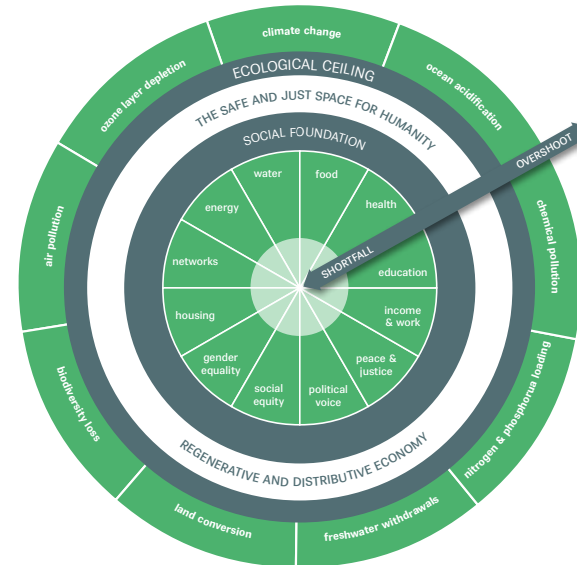 climate change
ocean acidification
chemical pollution
nitrogen & phosphorua loading
freshwater withdrawals
land conversion
biodiversity loss
air pollution
ozone layer depletion
ECOLOGICAL CEILING
THE SAFE AND JUST SPACE FOR HUMANITY
SOCIAL FOUNDATION
OVERSHOOT
SHORTFALL
water
food
health
education
income
& work
peace &
justice
political
voice
social
equity
gender
equality
housing
networks
energy
REGENERATIVE AND DISTRIBUTIVE ECONOMY